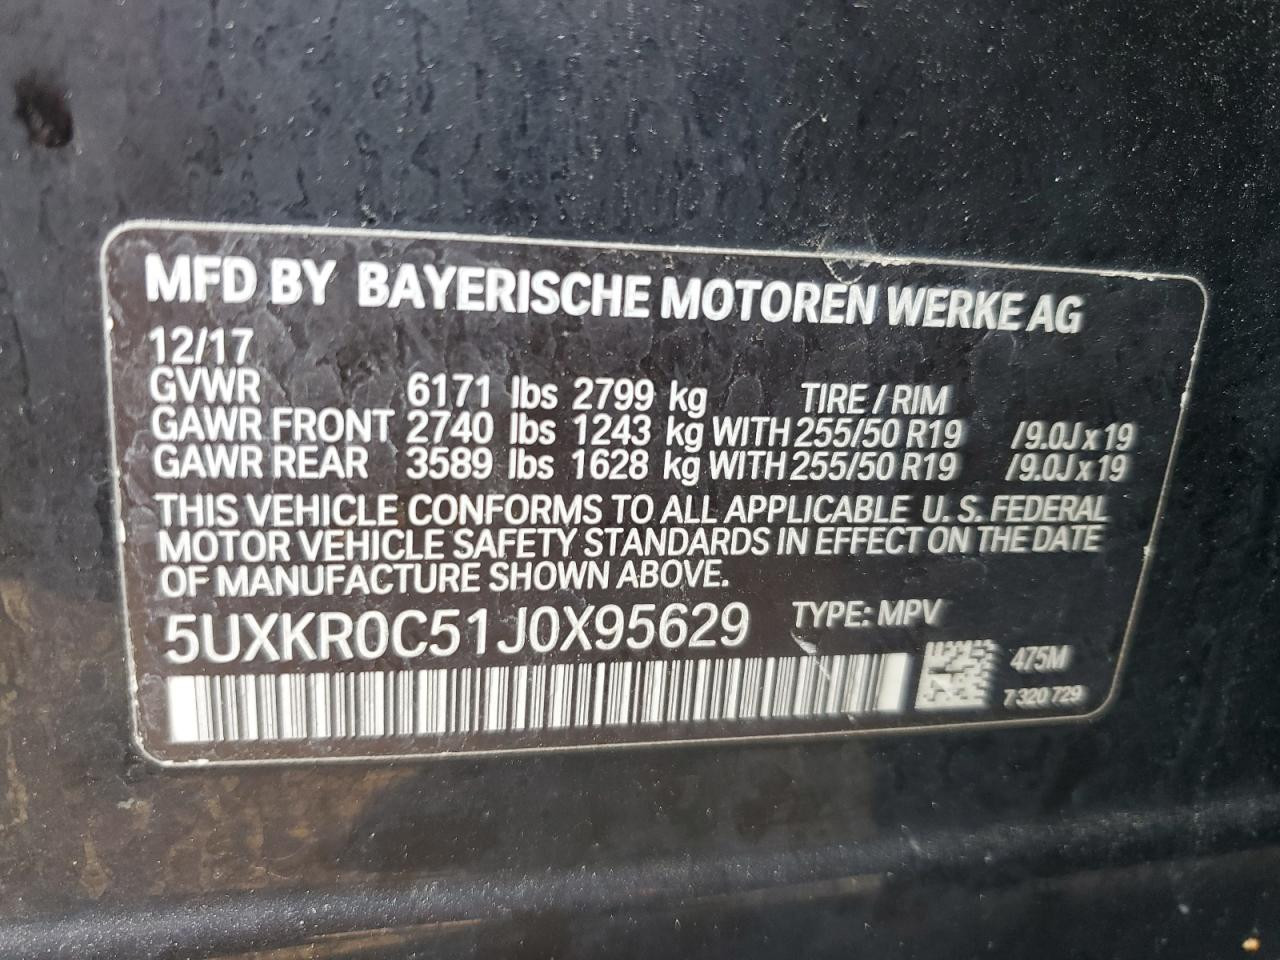 MFD BY BAYERISCHE MOTOREN WERKE AG
12/17
GVWR 6171 lbs 2799 kg TIRE / RIM
GAWR FRONT 2740 lbs 1243 kg WITH 255/50 R19 /9.0J x 19
GAWR REAR 3589 lbs 1628 kg WITH 255/50 R19 /9.0J x 19
THIS VEHICLE CONFORMS TO ALL APPLICABLE U. S. FEDERAL
MOTOR VEHICLE SAFETY STANDARDS IN EFFECT ON THE DATE
OF MANUFACTURE SHOWN ABOVE.
5UXKR0C51J0X95629 TYPE: MPV
475M
7 320 729